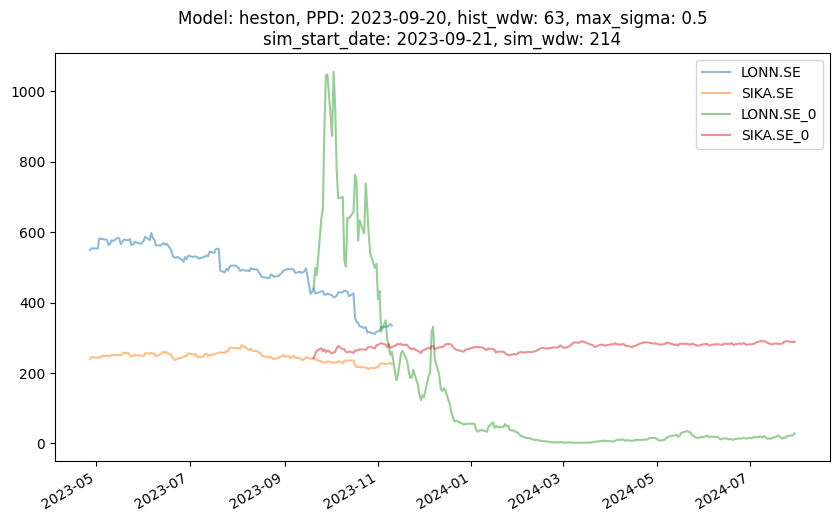 Model: heston, PPD: 2023-09-20, hist_wdw: 63, max_sigma: 0.5
sim_start_date: 2023-09-21, sim_wdw: 214
LONN.SE
SIKA.SE
LONN.SE_0
SIKA.SE_0
1000
800
600
400
200
0
2023-05
2023-07
2023-09
2023-11
2024-01
2024-03
2024-05
2024-07